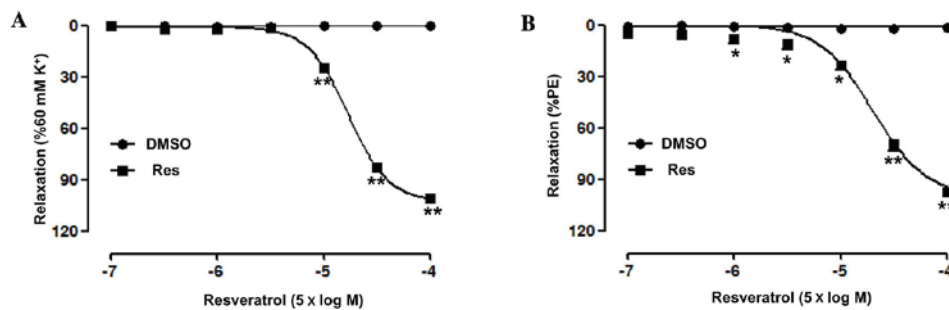 A
0
30
60
90
120
Relaxation (%60 mM K⁺)
DMSO
Res
**
**
**
-7
-6
-5
-4
Resveratrol (5 x log M)
B
0
30
60
90
120
Relaxation (%PE)
DMSO
Res
*
*
*
**
**
-7
-6
-5
-4
Resveratrol (5 x log M)